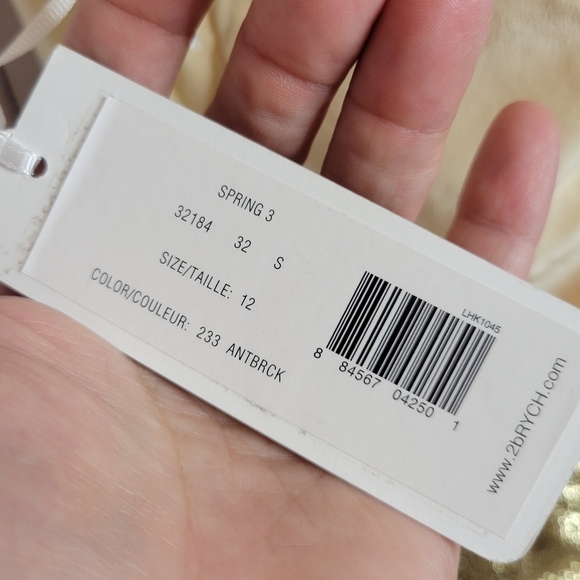 SPRING 3
32184 32 S
SIZE/TAILLE: 12
COLOR/COULEUR: 233 ANTBRCK
LHK1045
8 84567 04250 1
www.2bRYCH.com